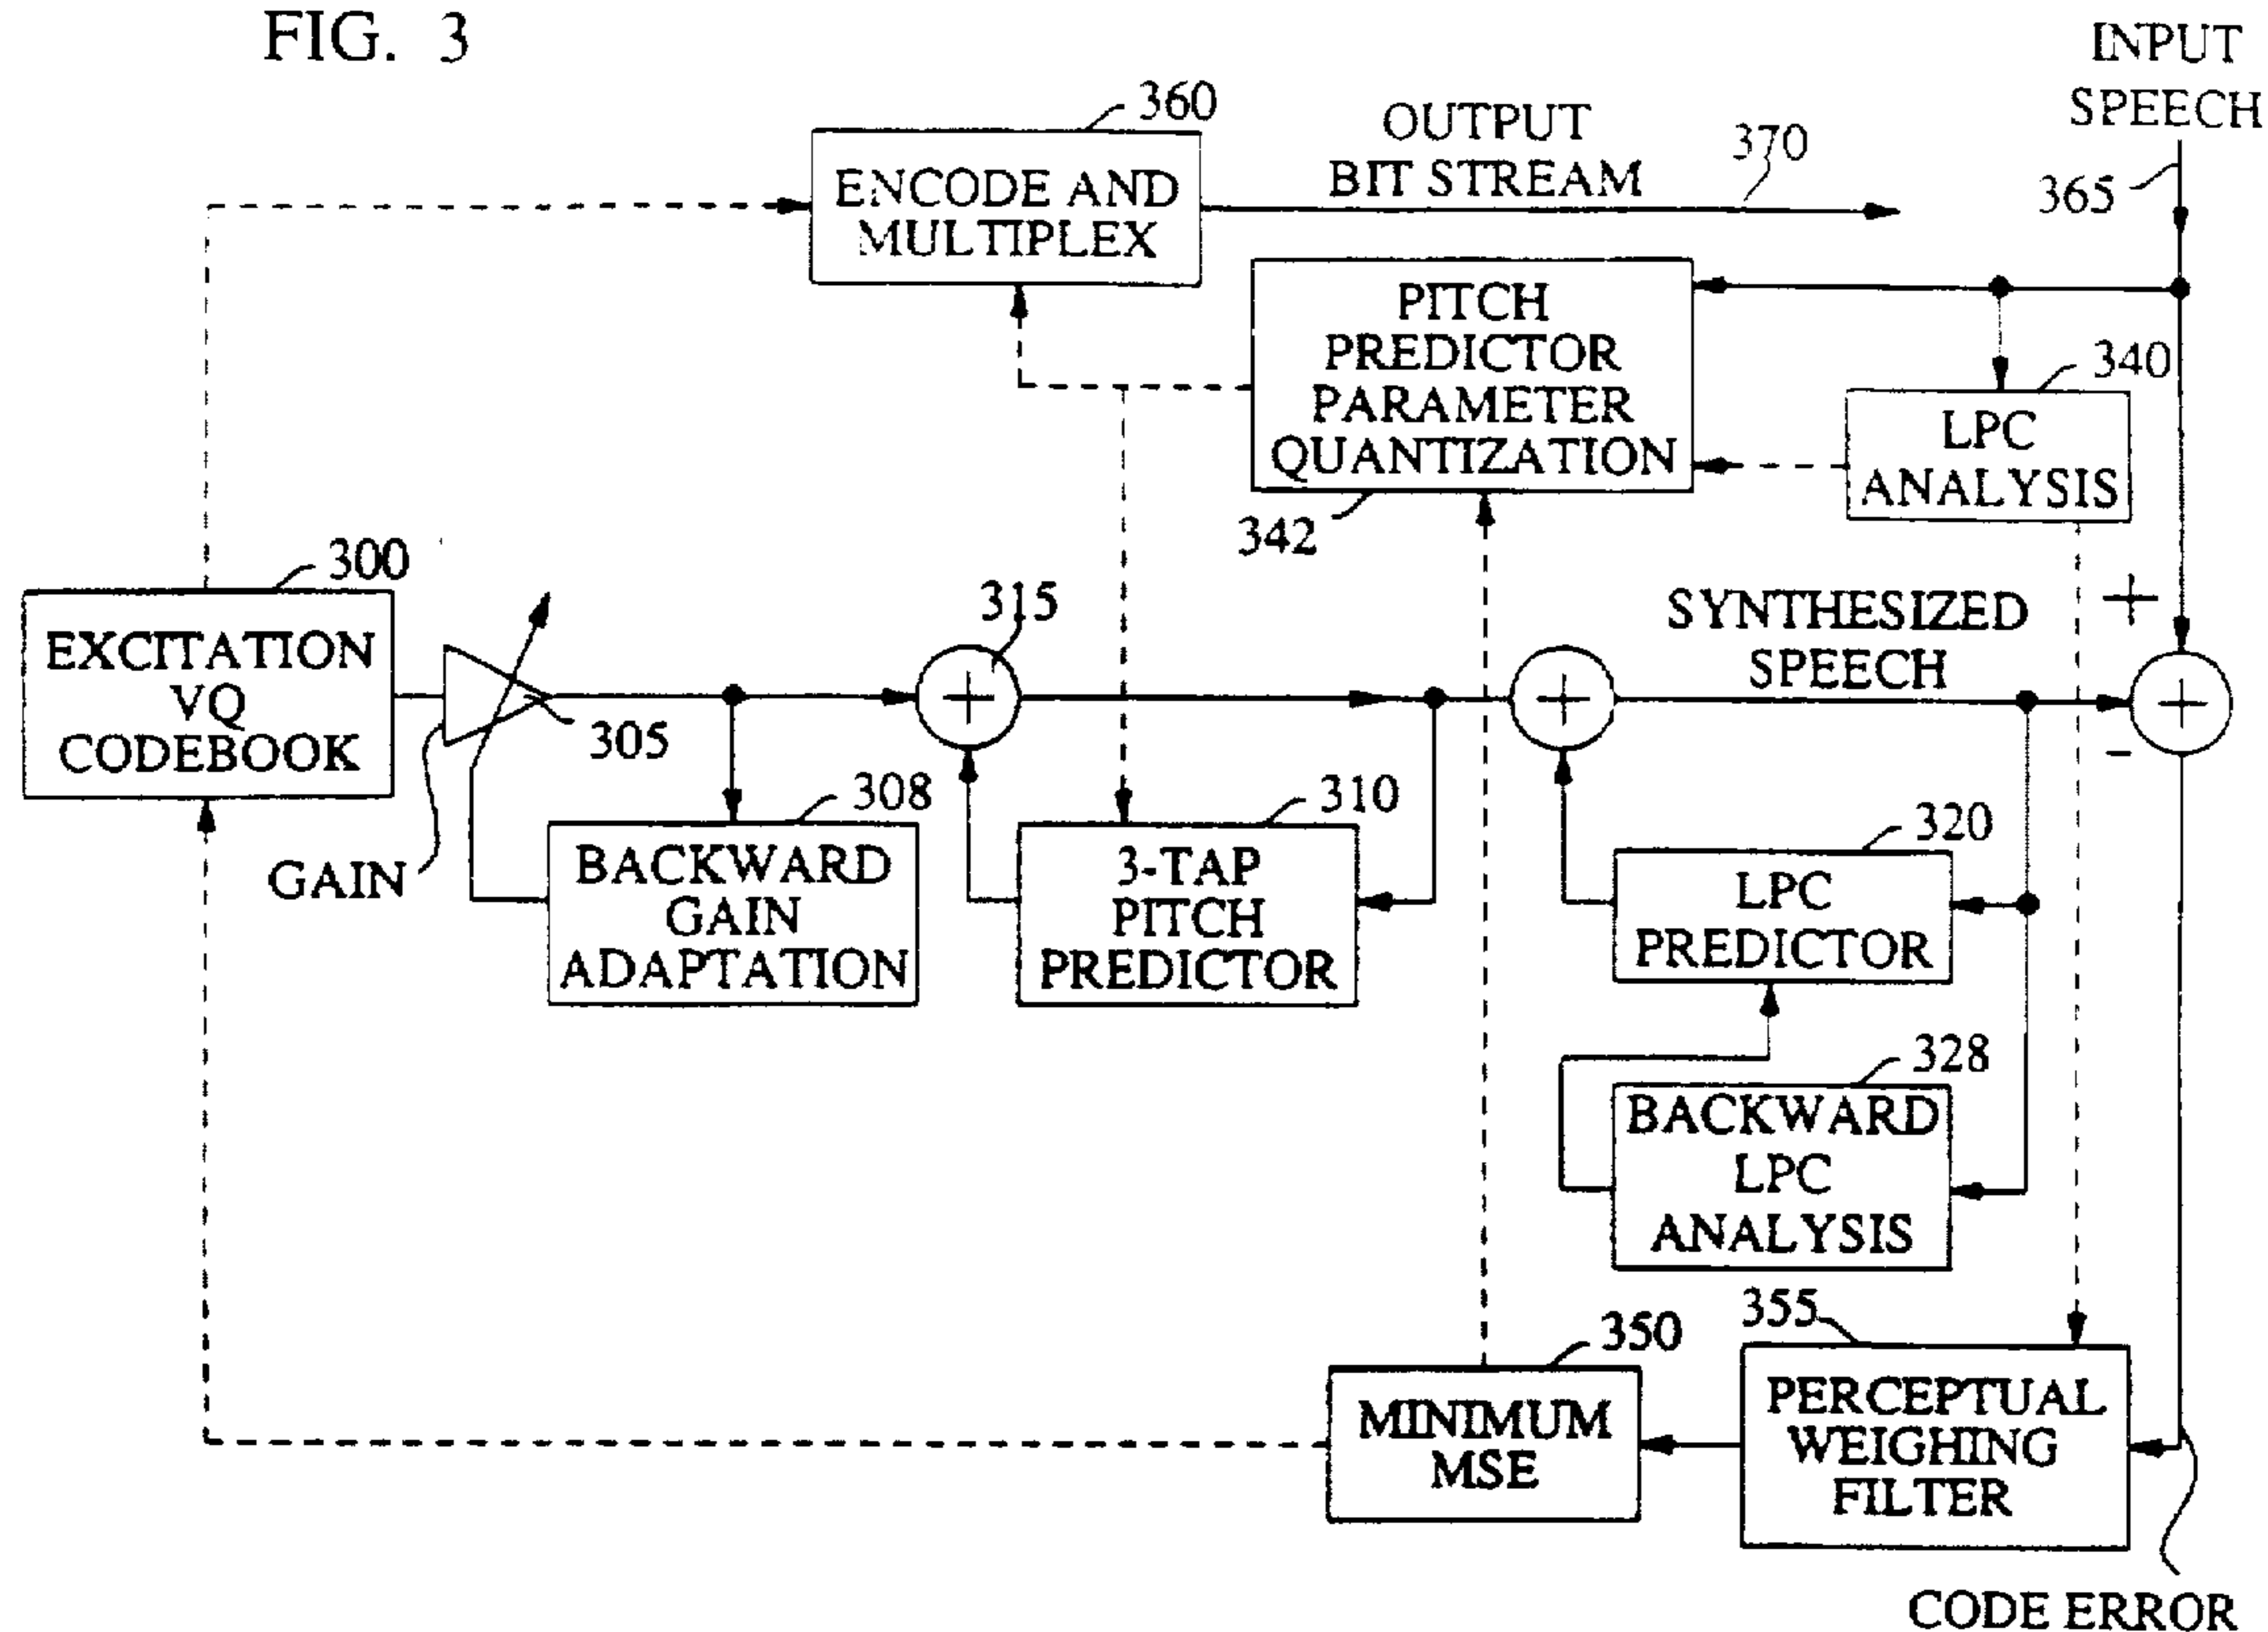 FIG. 3
INPUT
SPEECH
365
360
ENCODE AND
MULTIPLEX
OUTPUT
BIT STREAM
370
PITCH
PREDICTOR
PARAMETER
QUANTIZATION
342
340
LPC
ANALYSIS
300
EXCITATION
VQ
CODEBOOK
GAIN
305
308
BACKWARD
GAIN
ADAPTATION
315
+
310
3-TAP
PITCH
PREDICTOR
+
SYNTHESIZED
SPEECH
+
+
-
320
LPC
PREDICTOR
328
BACKWARD
LPC
ANALYSIS
350
MINIMUM
MSE
355
PERCEPTUAL
WEIGHING
FILTER
CODE ERROR